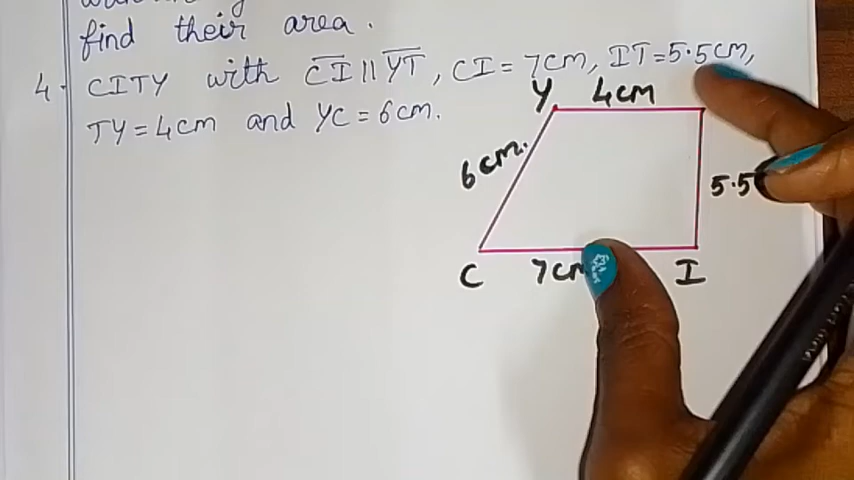 find their area.
4. CITY with CI || YT, CI = 7cm, IT = 5.5cm,
TY = 4cm and YC = 6cm.
Y 4cm
6cm.
5.5
C 7cm I